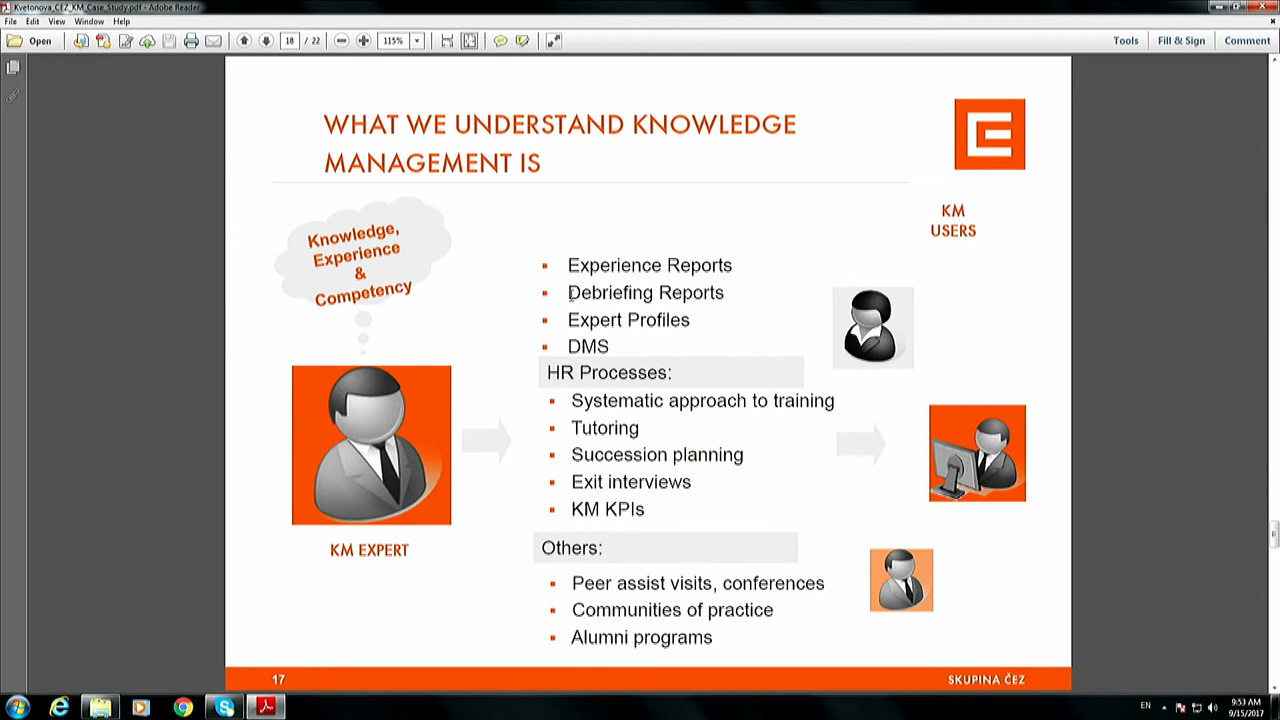 Kvetonova_CEZ_KM_Case_Study.pdf - Adobe Reader
File Edit View Window Help
Open
18 / 22
115%
Tools Fill & Sign Comment
WHAT WE UNDERSTAND KNOWLEDGE
MANAGEMENT IS
KM
USERS
Knowledge,
Experience
&
Competency
KM EXPERT
▪ Experience Reports
▪ Debriefing Reports
▪ Expert Profiles
▪ DMS
HR Processes:
▪ Systematic approach to training
▪ Tutoring
▪ Succession planning
▪ Exit interviews
▪ KM KPIs
Others:
▪ Peer assist visits, conferences
▪ Communities of practice
▪ Alumni programs
17
SKUPINA ČEZ
EN
9:53 AM
9/15/2017